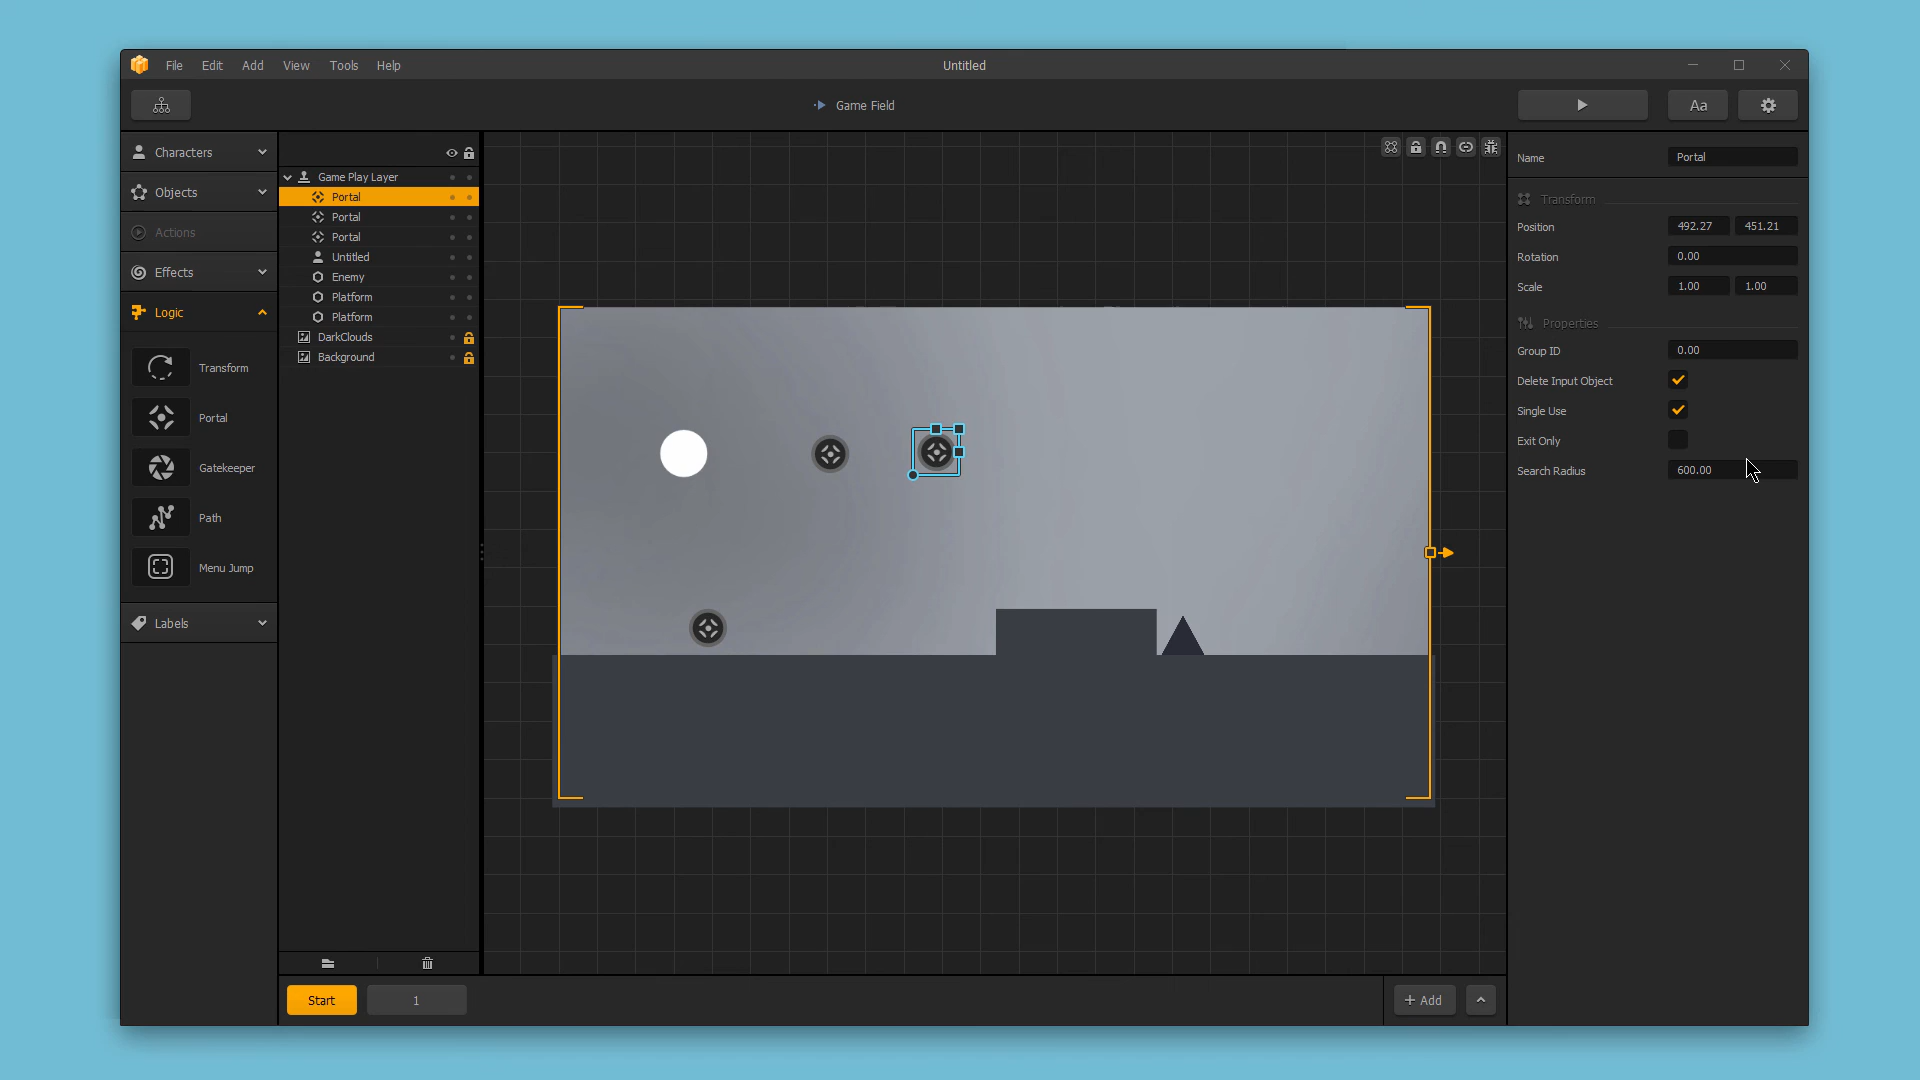 File Edit Add View Tools Help
Untitled
Game Field
Aa
Characters
Objects
Actions
Effects
Logic
Transform
Portal
Gatekeeper
Path
Menu Jump
Labels
Game Play Layer
Portal
Portal
Portal
Untitled
Enemy
Platform
Platform
DarkClouds
Background
Start
1
+ Add
Name Portal
Transform
Position 492.27 451.21
Rotation 0.00
Scale 1.00 1.00
Properties
Group ID 0.00
Delete Input Object
Single Use
Exit Only
Search Radius 600.00